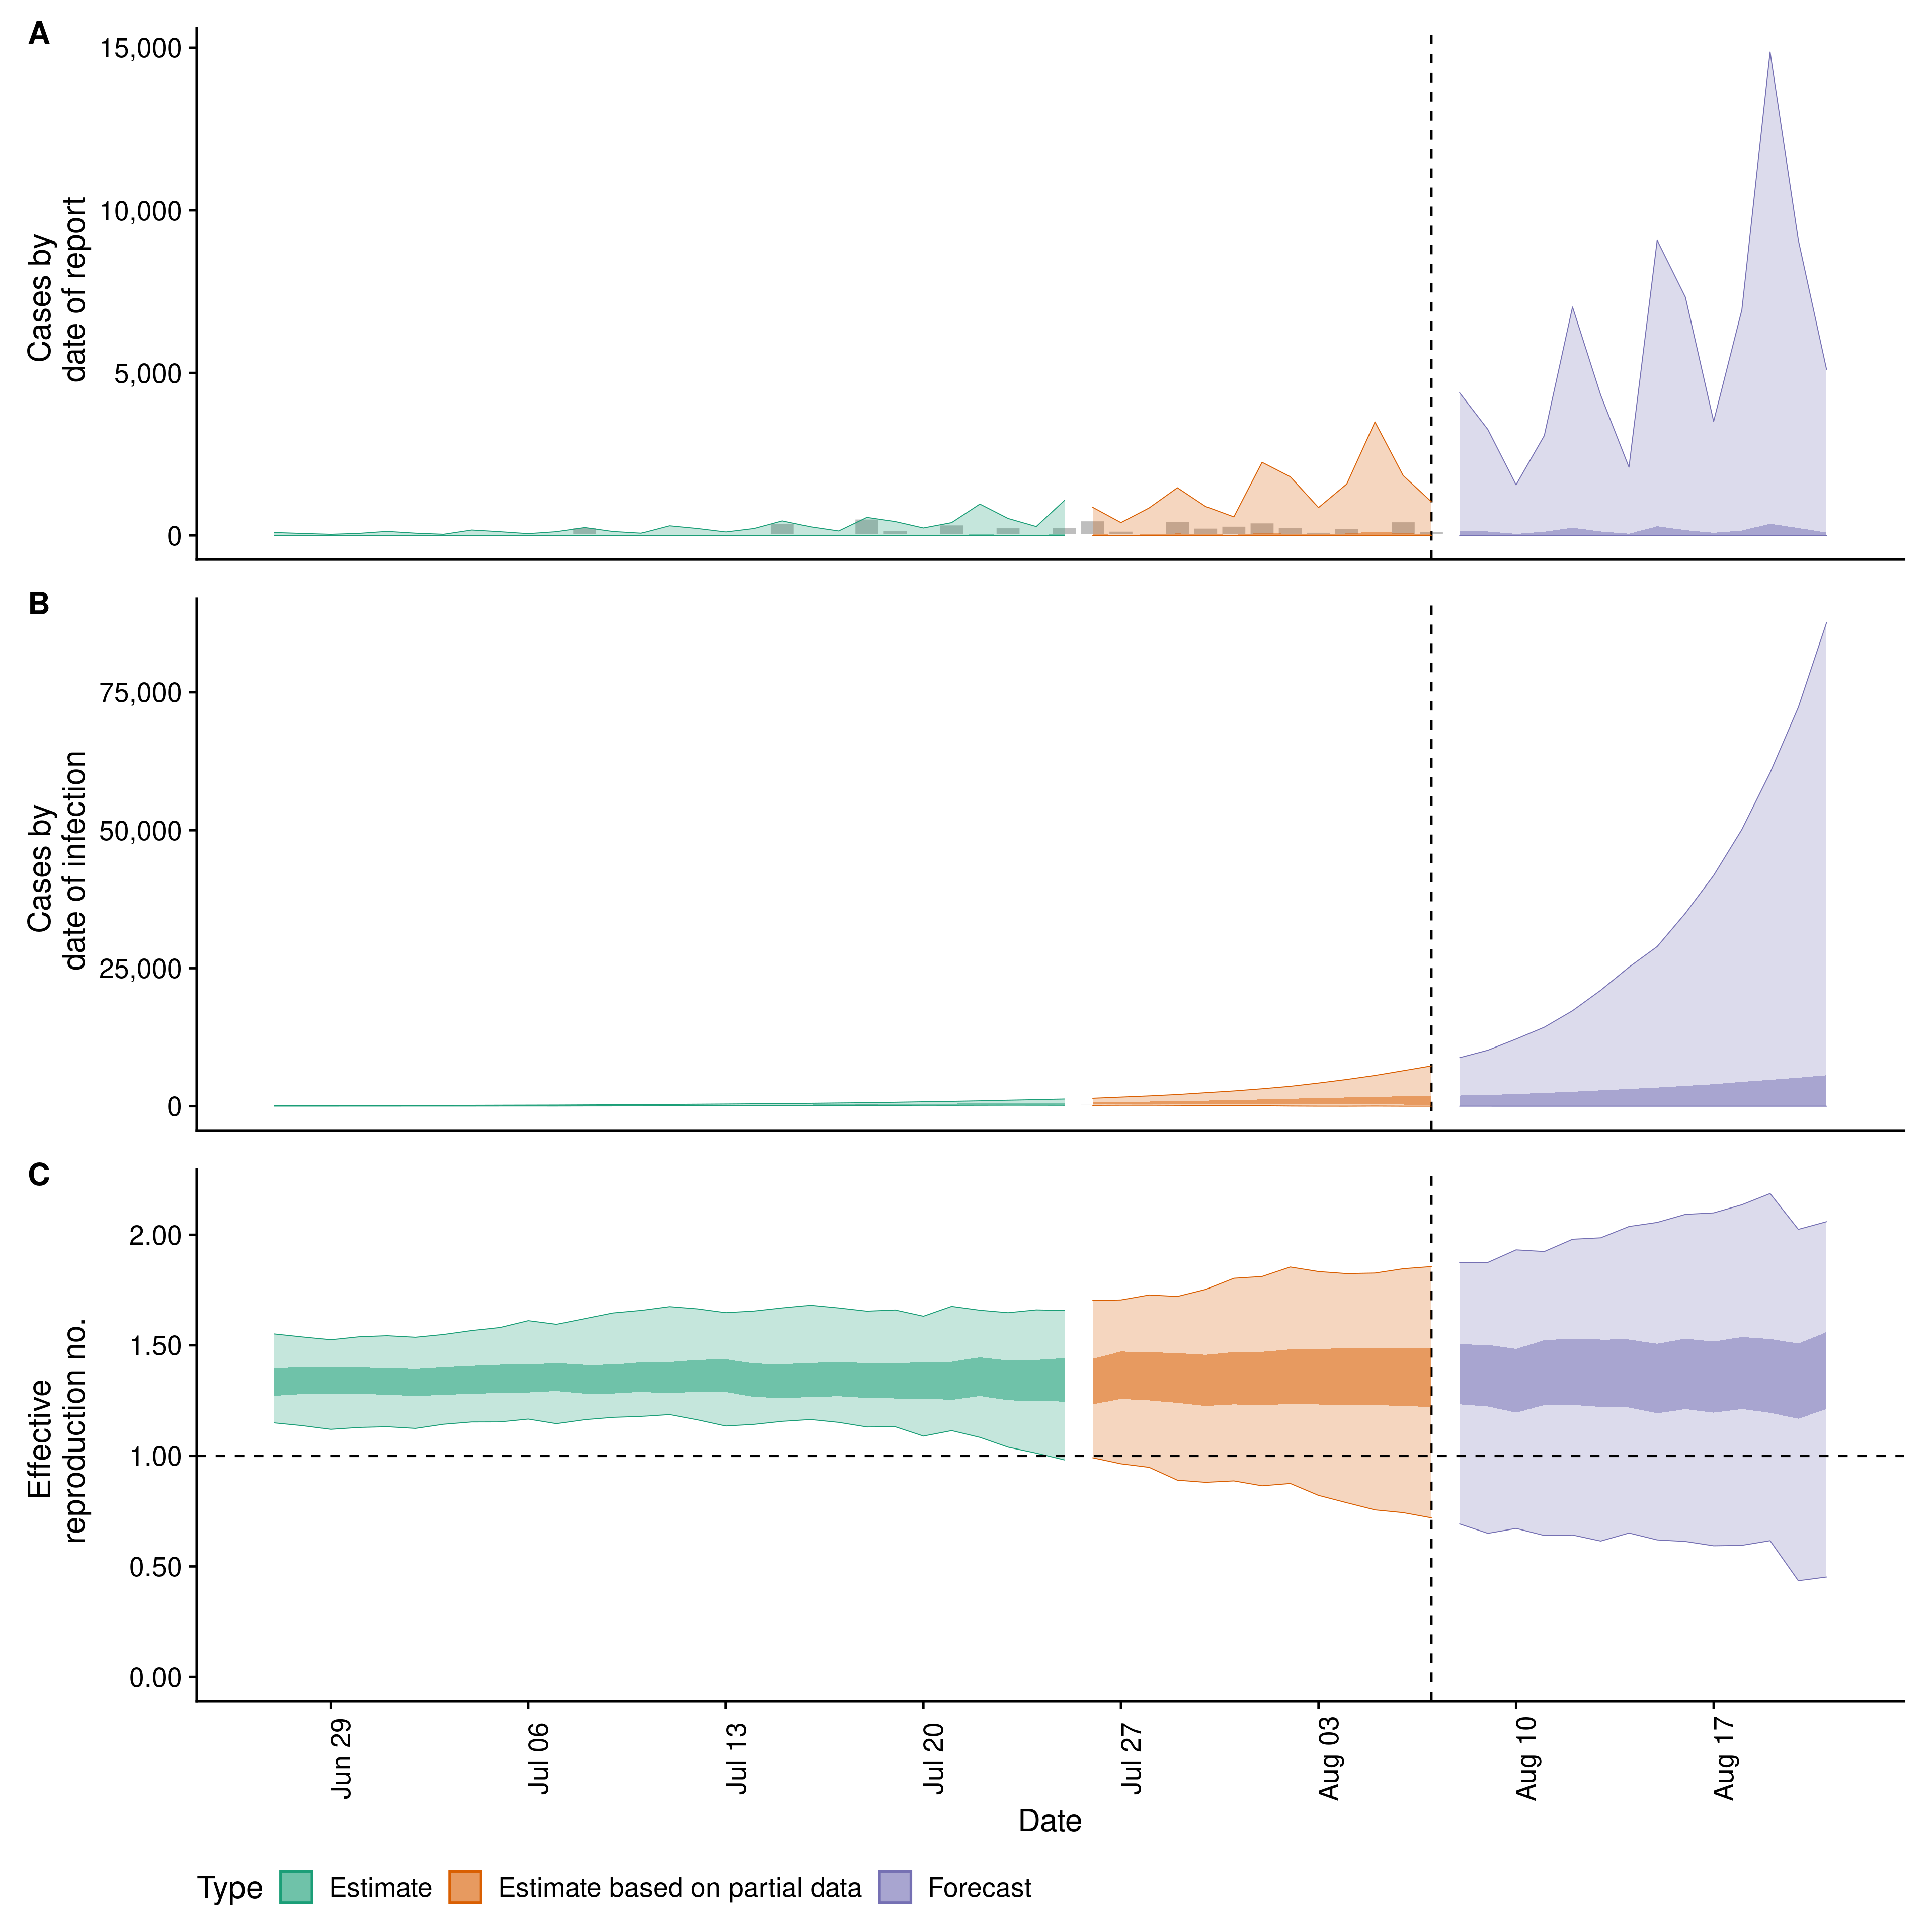 A
Cases by
date of report
15,000
10,000
5,000
0
B
Cases by
date of infection
75,000
50,000
25,000
0
C
Effective
reproduction no.
2.00
1.50
1.00
0.50
0.00
Jun 29
Jul 06
Jul 13
Jul 20
Jul 27
Aug 03
Aug 10
Aug 17
Date
Type Estimate Estimate based on partial data Forecast